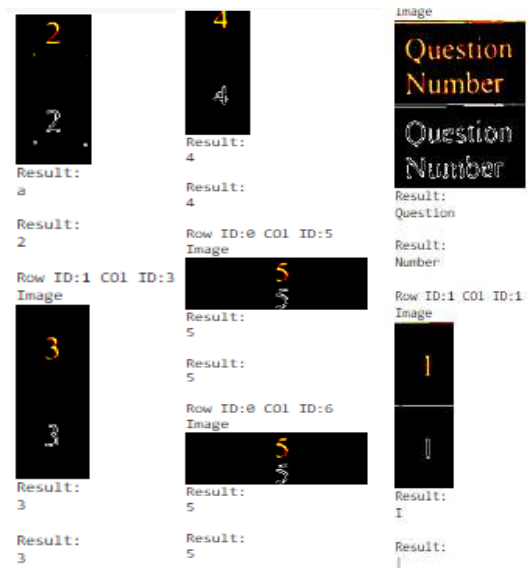 2
2
Result:
a
Result:
2
Row ID:1 COl ID:3
Image
3
3
Result:
3
Result:
3
4
4
Result:
4
Result:
4
Row ID:0 COl ID:5
Image
5
5
Result:
5
Result:
5
Row ID:0 COl ID:6
Image
5
5
Result:
5
Result:
5
Image
Question
Number
Question
Number
Result:
Question
Result:
Number
Row ID:1 COl ID:1
Image
1
1
Result:
I
Result:
|